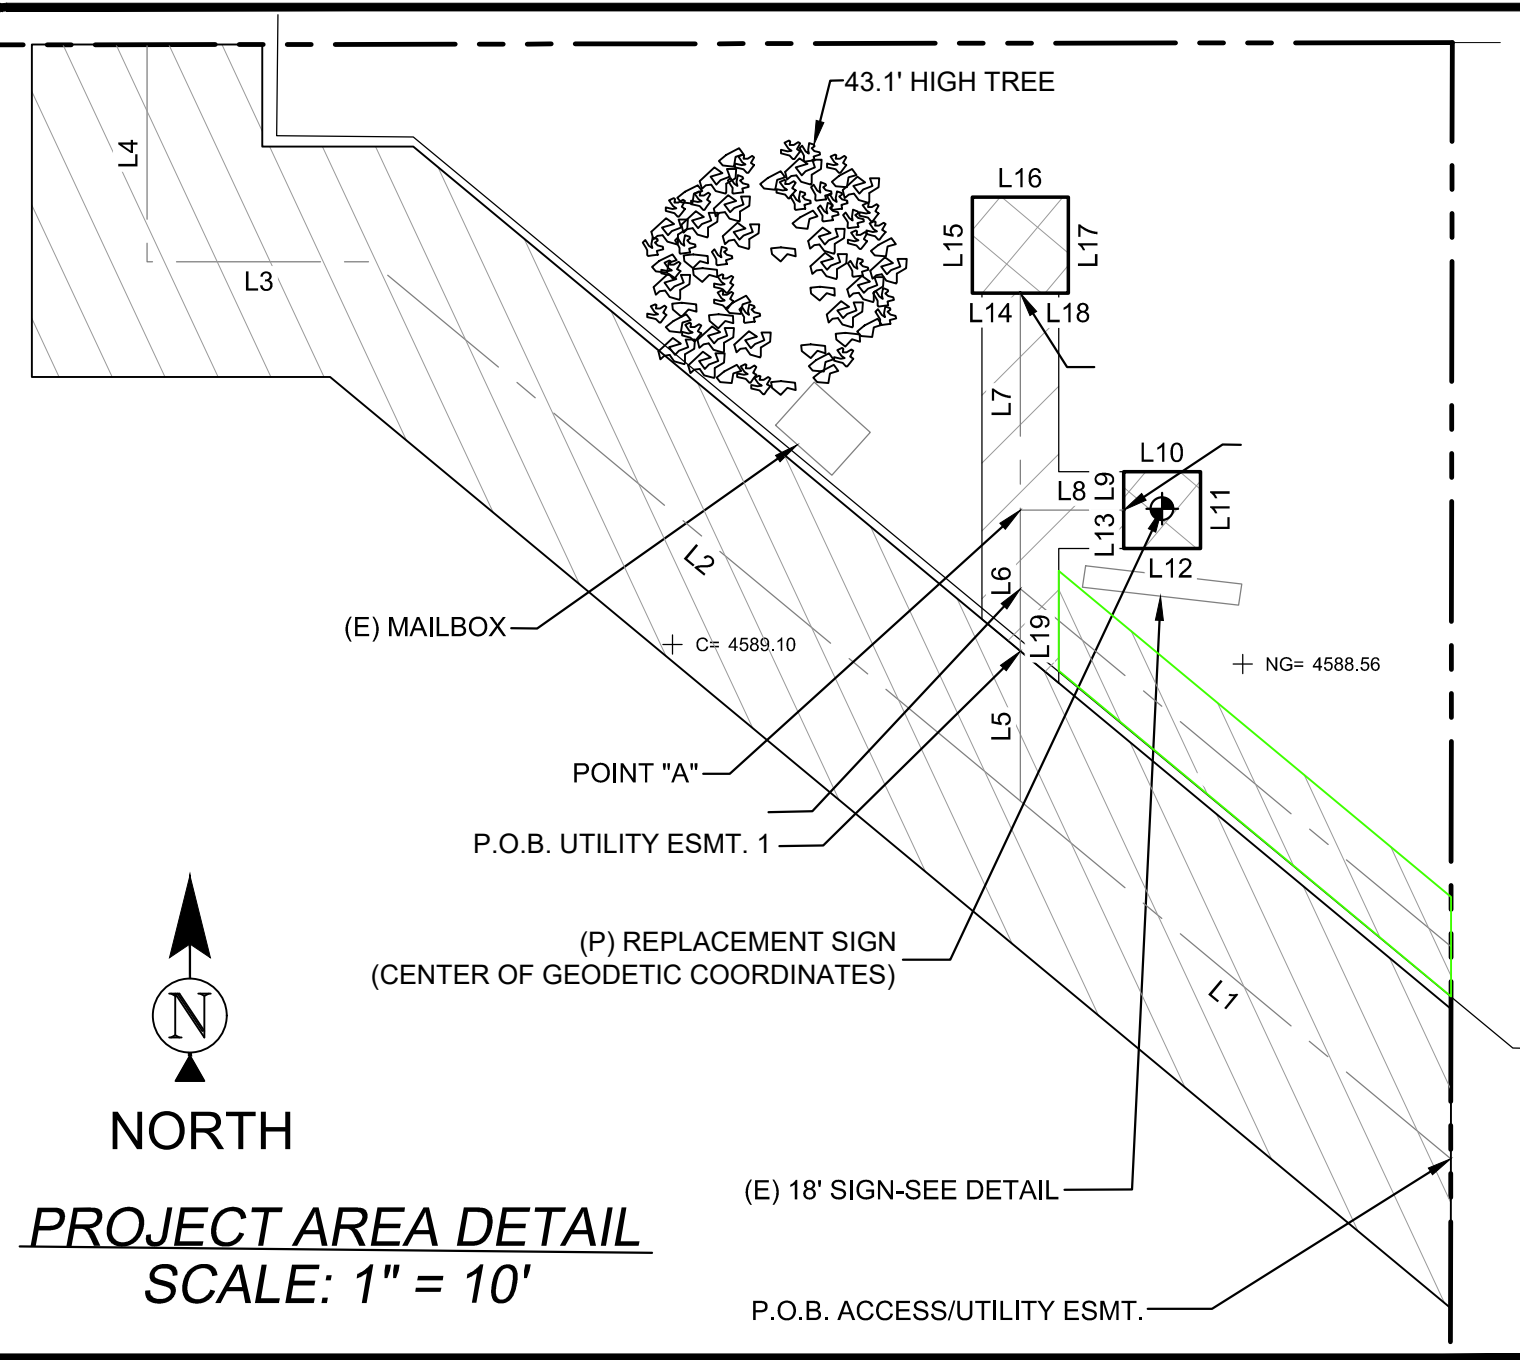 43.1' HIGH TREE
L4
L16
L15
L17
L3
L14
L18
L7
L10
L8
L9
L11
L13
L2
L6
L12
(E) MAILBOX
C= 4589.10
L19
NG= 4588.56
L5
POINT "A"
P.O.B. UTILITY ESMT. 1
(P) REPLACEMENT SIGN
(CENTER OF GEODETIC COORDINATES)
L1
N
NORTH
(E) 18' SIGN-SEE DETAIL
PROJECT AREA DETAIL
SCALE: 1" = 10'
P.O.B. ACCESS/UTILITY ESMT.